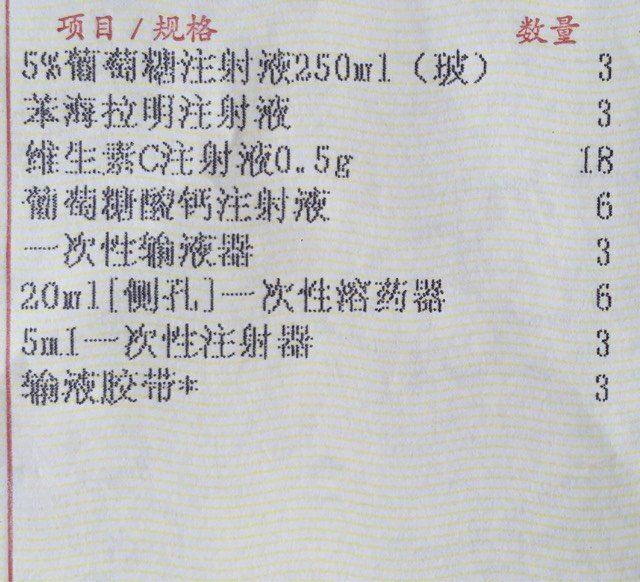 项目/规格 数量
5%葡萄糖注射液250ml（玻） 3
苯海拉明注射液 3
维生素C注射液0.5g 18
葡萄糖酸钙注射液 6
一次性输液器 3
20ml[侧孔]一次性溶药器 6
5ml一次性注射器 3
输液胶带* 3